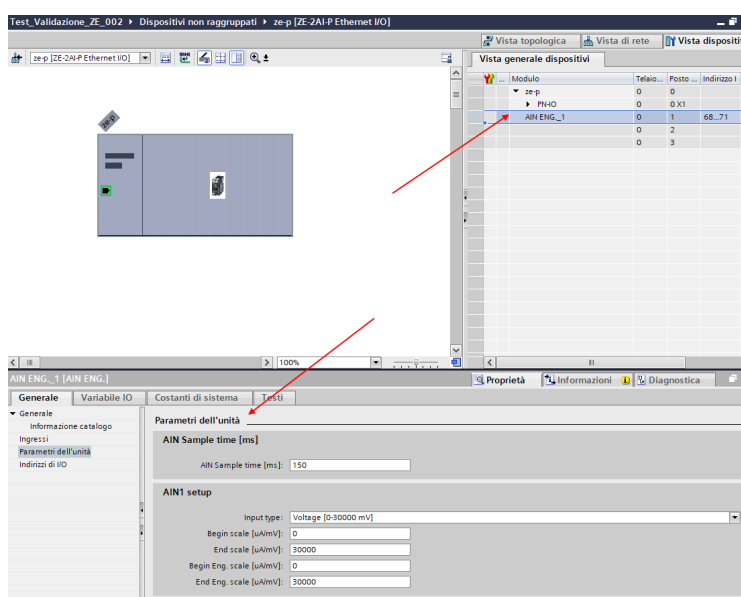 Test_Validazione_ZE_002 ▸ Dispositivi non raggruppati ▸ ze-p [ZE-2AI-P Ethernet I/O]
Vista topologica Vista di rete Vista dispositi
ze-p [ZE-2AI-P Ethernet I/O]
Vista generale dispositivi
... Modulo Telaio... Posto ... Indirizzo I
ze-p 0 0
PN-IO 0 0 X1
AIN ENG._1 0 1 68...71
0 2
0 3
ze-p
100%
AIN ENG._1 [AIN ENG.]
Proprietà Informazioni Diagnostica
Generale Variabile IO Costanti di sistema Testi
Generale
Informazione catalogo
Ingressi
Parametri dell'unità
Indirizzi di I/O
Parametri dell'unità
AIN Sample time [ms]
AIN Sample time [ms]: 150
AIN1 setup
Input type: Voltage [0-30000 mV]
Begin scale [uA/mV]: 0
End scale [uA/mV]: 30000
Begin Eng. scale [uA/mV]: 0
End Eng. scale [uA/mV]: 30000